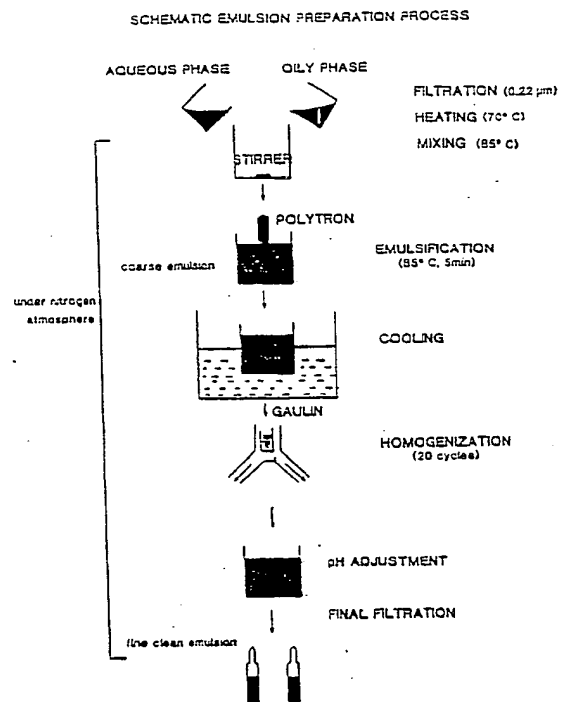 SCHEMATIC EMULSION PREPARATION PROCESS
AQUEOUS PHASE
OILY PHASE
FILTRATION (0.22 µm)
HEATING (70° C)
MIXING (85° C)
STIRRER
POLYTRON
coarse emulsion
EMULSIFICATION
(85° C, 5min)
under nitrogen
atmosphere
COOLING
GAULIN
HOMOGENIZATION
(20 cycles)
pH ADJUSTMENT
FINAL FILTRATION
fine clean emulsion